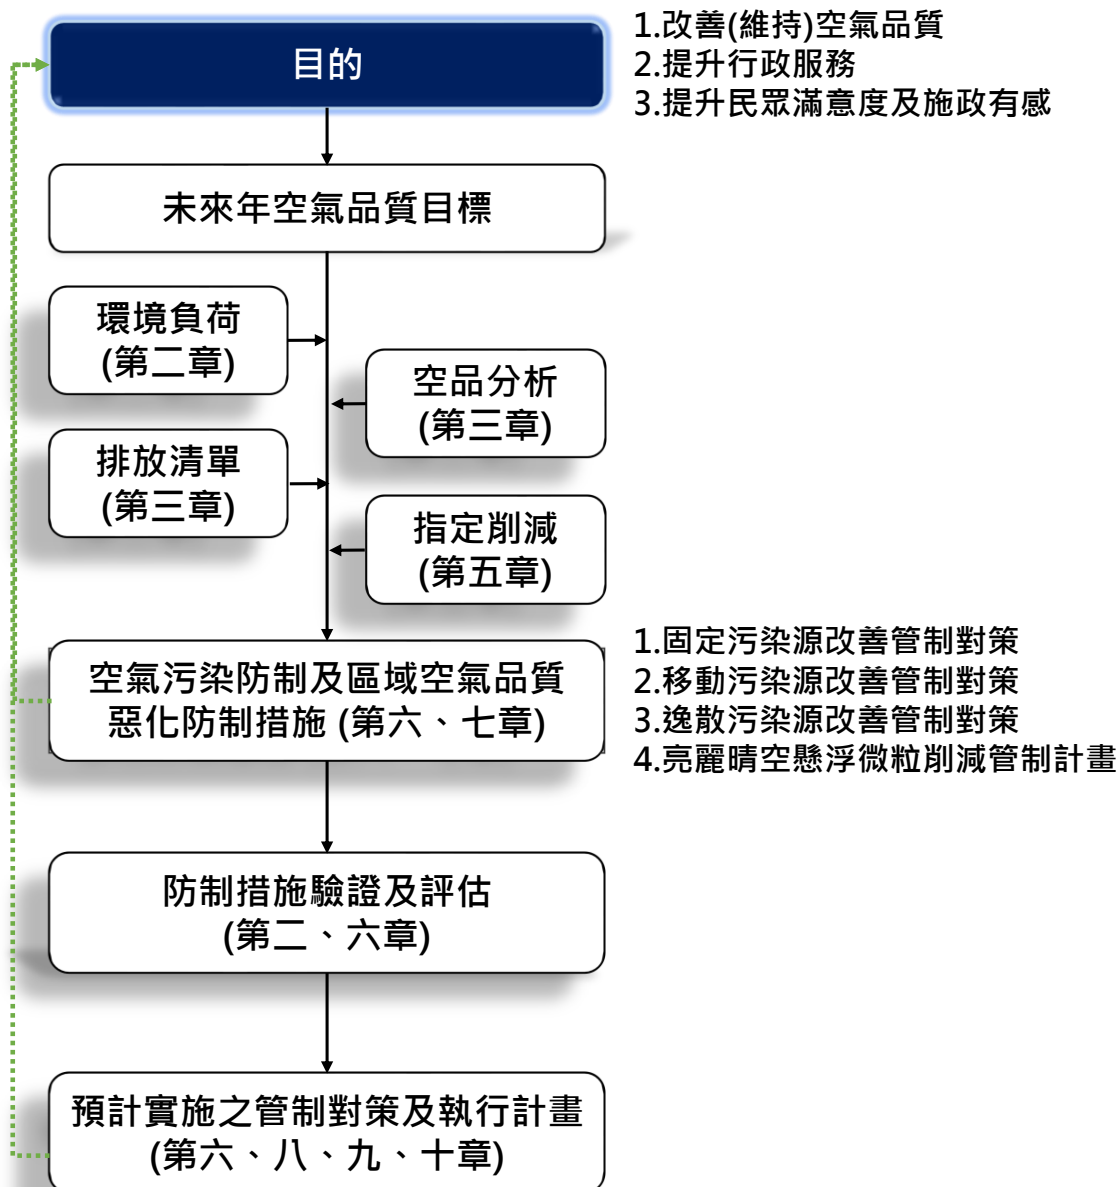 目的
1.改善(維持)空氣品質
2.提升行政服務
3.提升民眾滿意度及施政有感
未來年空氣品質目標
環境負荷
(第二章)
空品分析
(第三章)
排放清單
(第三章)
指定削減
(第五章)
空氣污染防制及區域空氣品質
惡化防制措施 (第六、七章)
1.固定污染源改善管制對策
2.移動污染源改善管制對策
3.逸散污染源改善管制對策
4.亮麗晴空懸浮微粒削減管制計畫
防制措施驗證及評估
(第二、六章)
預計實施之管制對策及執行計畫
(第六、八、九、十章)